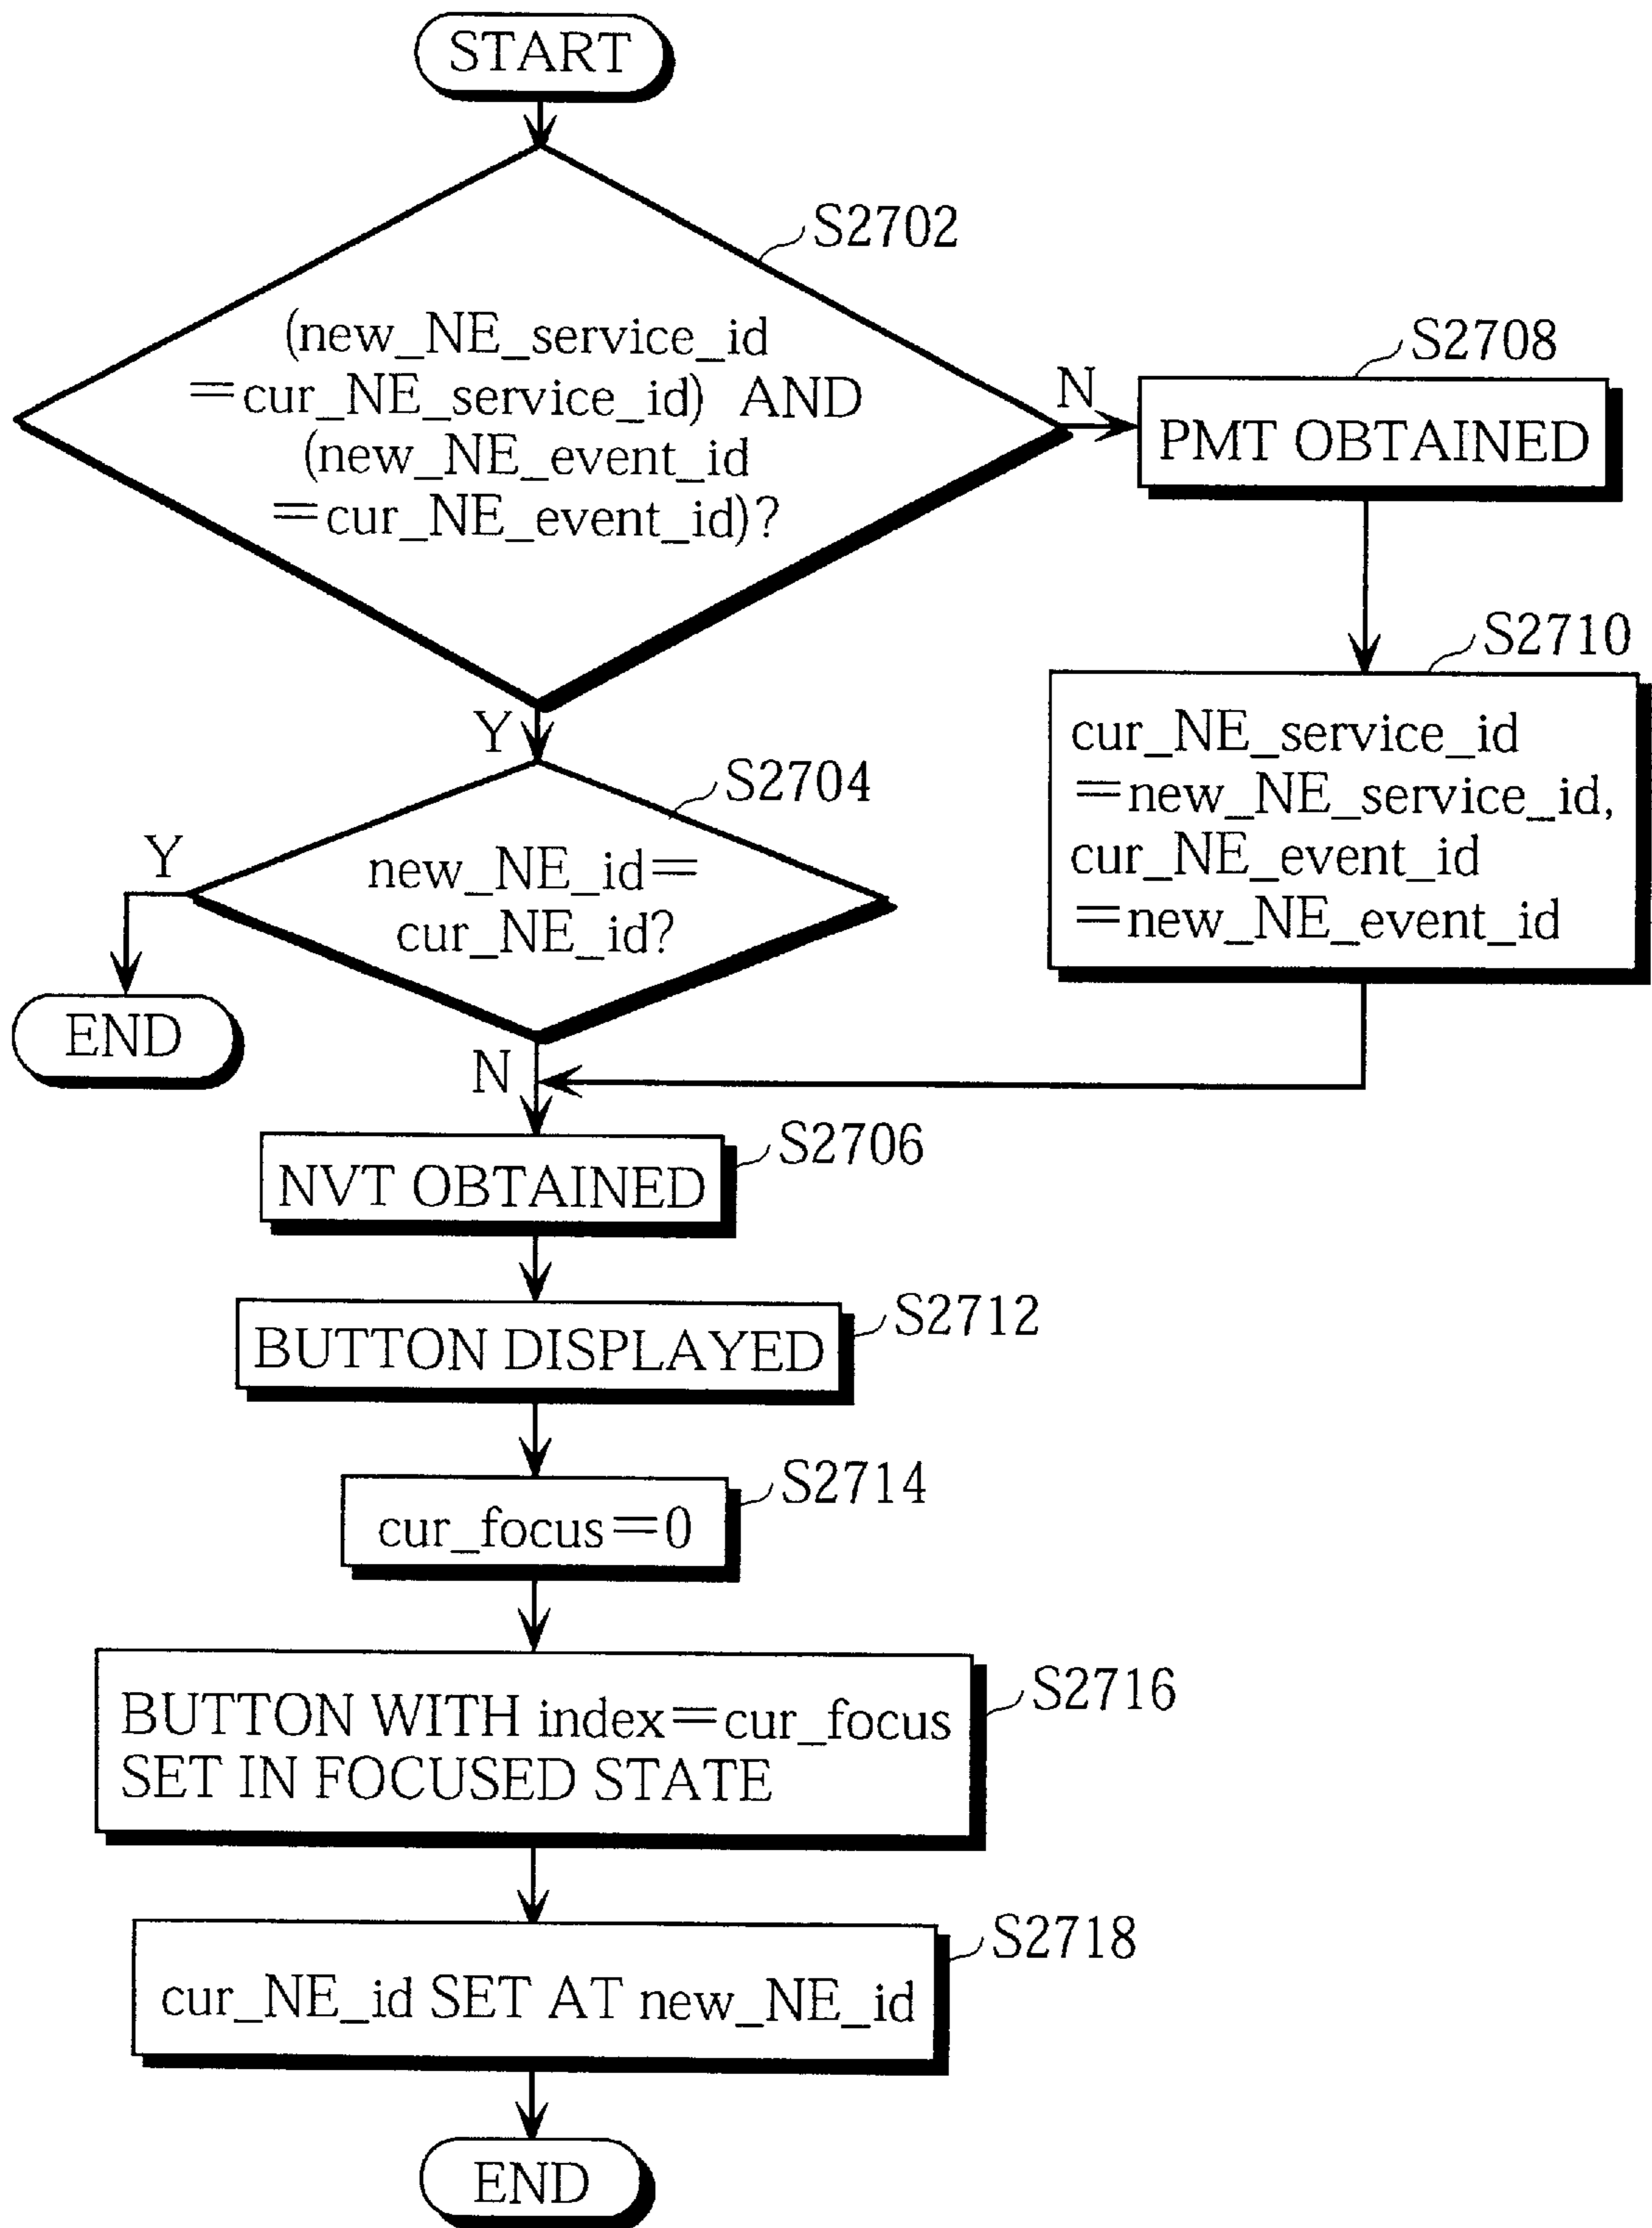 START
S2702
(new_NE_service_id
=cur_NE_service_id) AND
(new_NE_event_id
=cur_NE_event_id)?
N
S2708
PMT OBTAINED
S2710
cur_NE_service_id
=new_NE_service_id,
cur_NE_event_id
=new_NE_event_id
Y
S2704
new_NE_id=
cur_NE_id?
Y
END
N
S2706
NVT OBTAINED
S2712
BUTTON DISPLAYED
S2714
cur_focus=0
S2716
BUTTON WITH index=cur_focus
SET IN FOCUSED STATE
S2718
cur_NE_id SET AT new_NE_id
END